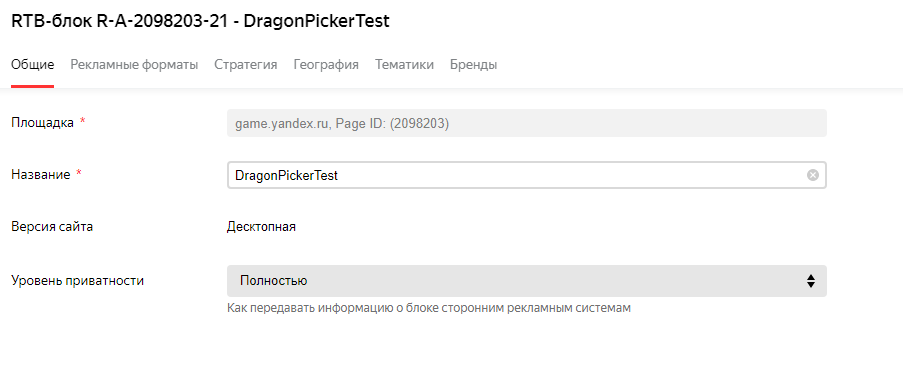 RTB-блок R-A-2098203-21 - DragonPickerTest
Общие Рекламные форматы Стратегия География Тематики Бренды
Площадка * game.yandex.ru, Page ID: (2098203)
Название * DragonPickerTest
Версия сайта Десктопная
Уровень приватности Полностью
Как передавать информацию о блоке сторонним рекламным системам